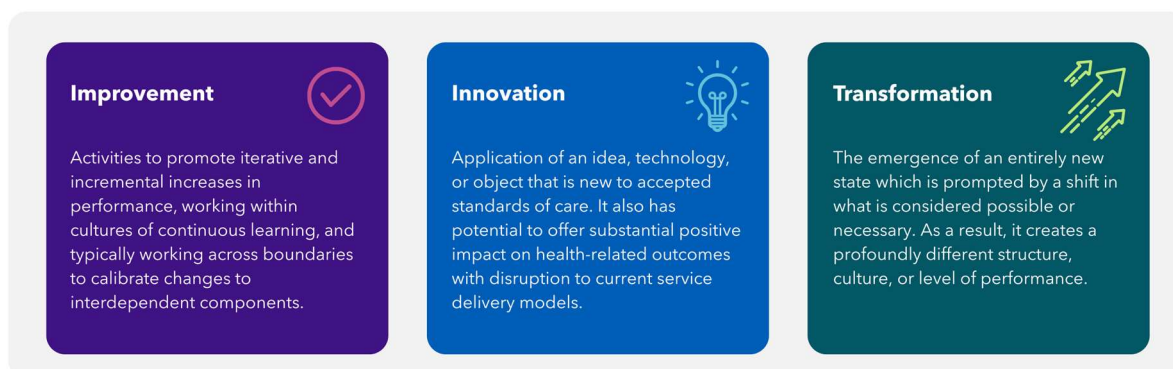 Improvement
Activities to promote iterative and
incremental increases in
performance, working within
cultures of continuous learning, and
typically working across boundaries
to calibrate changes to
interdependent components.
Innovation
Application of an idea, technology,
or object that is new to accepted
standards of care. It also has
potential to offer substantial positive
impact on health-related outcomes
with disruption to current service
delivery models.
Transformation
The emergence of an entirely new
state which is prompted by a shift in
what is considered possible or
necessary. As a result, it creates a
profoundly different structure,
culture, or level of performance.